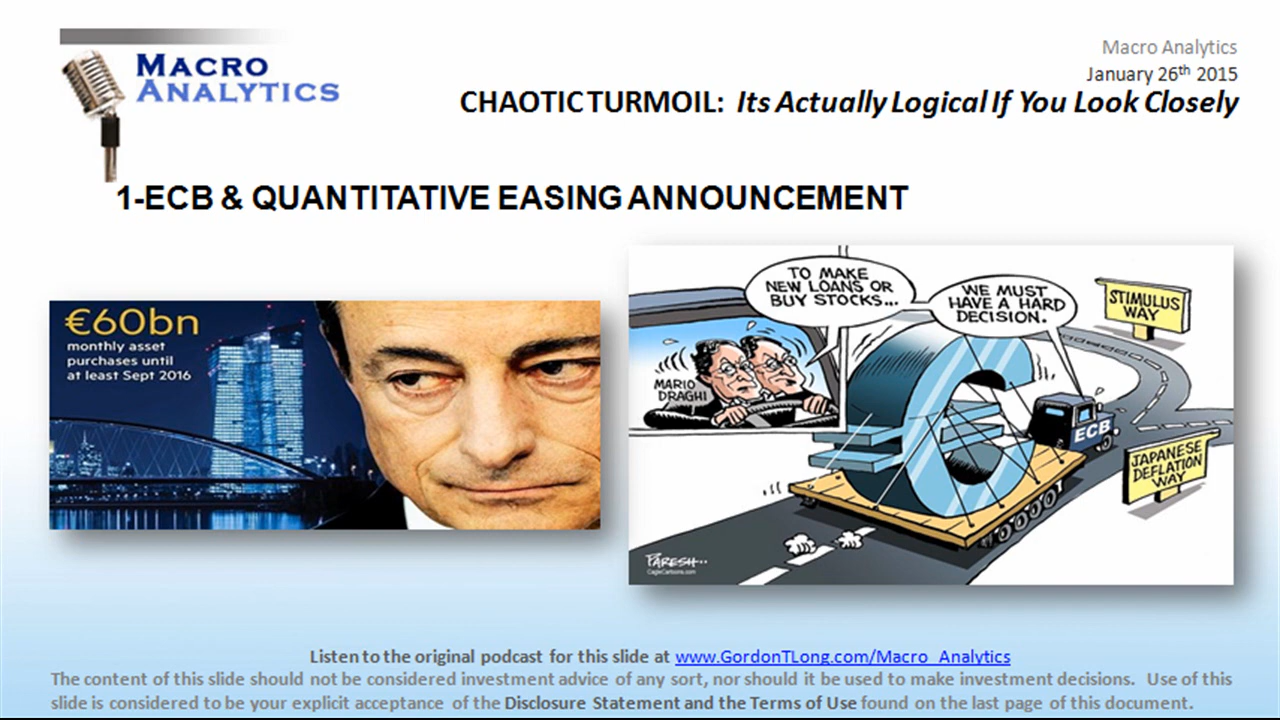 MACRO
ANALYTICS
Macro Analytics
January 26th 2015
CHAOTIC TURMOIL: Its Actually Logical If You Look Closely
1-ECB & QUANTITATIVE EASING ANNOUNCEMENT
€60bn
monthly asset
purchases until
at least Sept 2016
TO MAKE
NEW LOANS OR
BUY STOCKS...
WE MUST
HAVE A HARD
DECISION.
STIMULUS
WAY
MARIO
DRAGHI
ECB
JAPANESE
DEFLATION
WAY
PARESH..
CagleCartoons.com
Listen to the original podcast for this slide at www.GordonTLong.com/Macro_Analytics
The content of this slide should not be considered investment advice of any sort, nor should it be used to make investment decisions. Use of this
slide is considered to be your explicit acceptance of the Disclosure Statement and the Terms of Use found on the last page of this document.